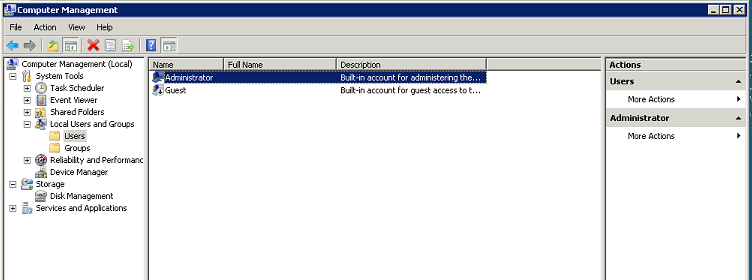 Computer Management
File Action View Help
Computer Management (Local)
System Tools
Task Scheduler
Event Viewer
Shared Folders
Local Users and Groups
Users
Groups
Reliability and Performanc
Device Manager
Storage
Disk Management
Services and Applications
Name Full Name Description
Administrator Built-in account for administering the...
Guest Built-in account for guest access to t...
Actions
Users
More Actions
Administrator
More Actions